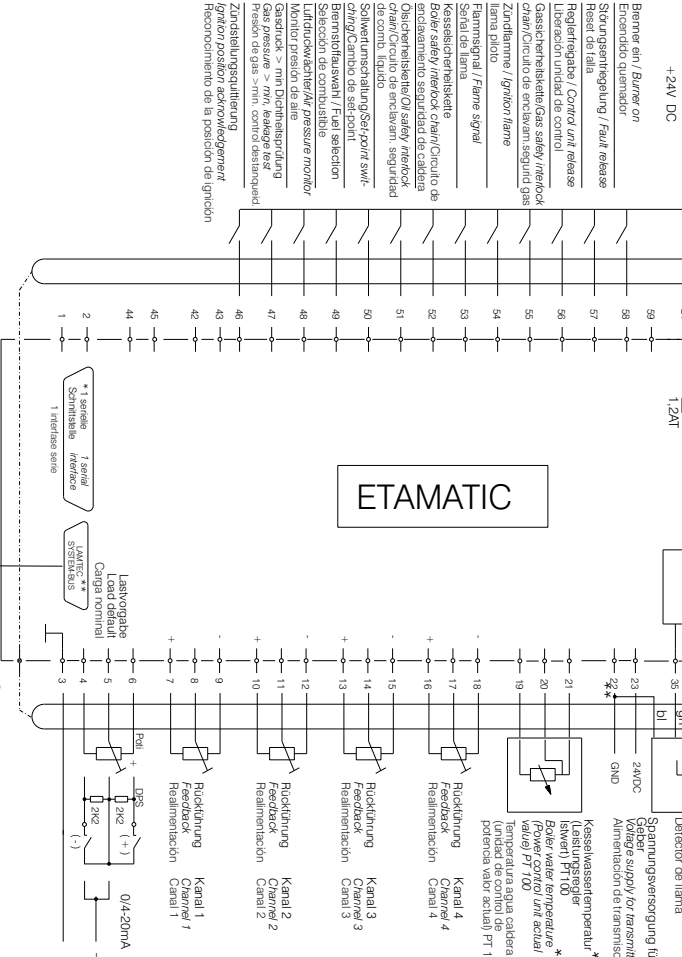 +24V DC
Brenner ein / Burner on
Encendido quemador
Störungsentriegelung / Fault release
Reset de falla
Reglerfreigabe / Control unit release
Liberación unidad de control
Gassicherheitskette/Gas safety interlock
chain/Circuito de enclavam.segurid gas
Zündflamme / Ignition flame
llama piloto
Flammsignal / Flame signal
Señal de llama
Kesselsicherheitskette
Boiler safety interlock chain/Circuito de
enclavamiento seguridad de caldera
Ölsicherheitskette/Oil safety interlock
chain/Circuito de enclavam. seguridad
de comb. líquido
Sollwertumschaltung/Set-point swit-
ching/Cambio de set-point
Brennstoffauswahl / Fuel selection
Selección de combustible
Luftdruckwächter/Air pressure monitor
Monitor presión de aire
Gasdruck > min Dichtheitsprüfung
Gas pressure > min, leakage test
Presión de gas >min, control destanqueid.
Zündstellungsquittierung
Ignition position acknowledgement
Reconocimiento de la posición de ignición
59
58
57
56
55
54
53
52
51
50
49
48
47
46
43
42
45
44
2
1
1,2AT
ETAMATIC
* 1 serielle
Schnittstelle
1 serial
interface
1 interfase serie
LAMTEC **
SYSTEM-BUS
Lastvorgabe
Load default
Carga nominal
35
23
22
**
21
20
19
- 18
17
+ 16
- 15
14
+ 13
- 12
11
+ 10
- 9
8
+ 7
6
5
4
3
bl
Detector de llama
Spannungsversorgung fü
Geber
Voltage supply for transmitt
Alimentación de transmisc
24VDC
GND
Kesselwassertemperatur *
(Leistungsregler
Istwert) PT100
Boiler water temperature *
(Power control unit actual
value) PT 100
Temperatura agua caldera
(unidad de control de
potencia valor actual) PT 1
Rückführung Kanal 4
Feedback Channel 4
Realimentación Canal 4
Rückführung Kanal 3
Feedback Channel 3
Realimentación Canal 3
Rückführung Kanal 2
Feedback Channel 2
Realimentación Canal 2
Rückführung Kanal 1
Feedback Channel 1
Realimentación Canal 1
Poti
+
DPS
2K2
2K2
(+)
(-)
0/4-20mA